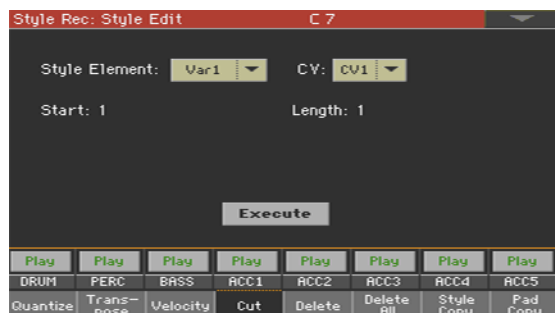 Style Rec: Style Edit C 7
Style Element: Var1 CV: CV1
Start: 1 Length: 1
Execute
Play Play Play Play Play Play Play Play
DRUM PERC BASS ACC1 ACC2 ACC3 ACC4 ACC5
Quantize Trans- Velocity Cut Delete Delete Style Pad
pose All Copy Copy